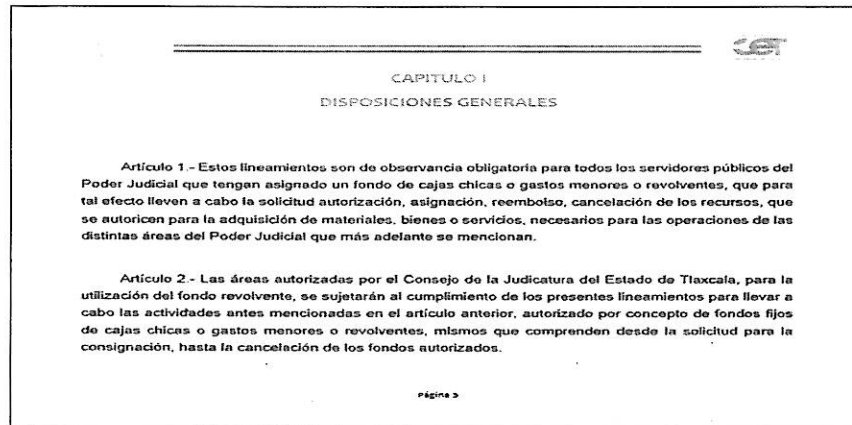 CAPITULO I
DISPOSICIONES GENERALES
Artículo 1.- Estos lineamientos son de observancia obligatoria para todos los servidores públicos del
Poder Judicial que tengan asignado un fondo de cajas chicas o gastos menores o revolventes, que para
tal efecto lleven a cabo la solicitud autorización, asignación, reembolso, cancelación de los recursos, que
se autoricen para la adquisición de materiales, bienes o servicios, necesarios para las operaciones de las
distintas áreas del Poder Judicial que más adelante se mencionan.
Artículo 2.- Las áreas autorizadas por el Consejo de la Judicatura del Estado de Tlaxcala, para la
utilización del fondo revolvente, se sujetarán al cumplimiento de los presentes lineamientos para llevar a
cabo las actividades antes mencionadas en el artículo anterior, autorizado por concepto de fondos fijos
de cajas chicas o gastos menores o revolventes, mismos que comprenden desde la solicitud para la
consignación, hasta la cancelación de los fondos autorizados.
Página 3